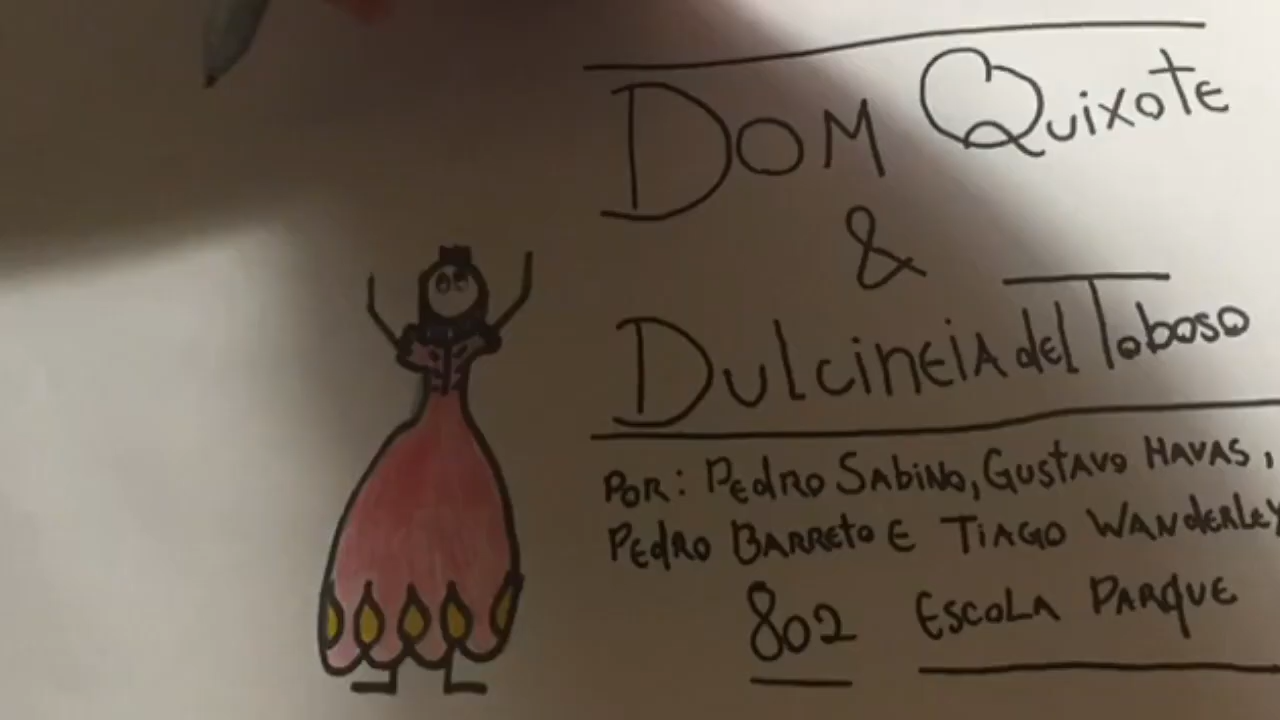 Dom Quixote
&
Dulcineia del Toboso
Por: Pedro Sabino, Gustavo Havas,
Pedro Barreto e Tiago Wanderley
802 Escola Parque